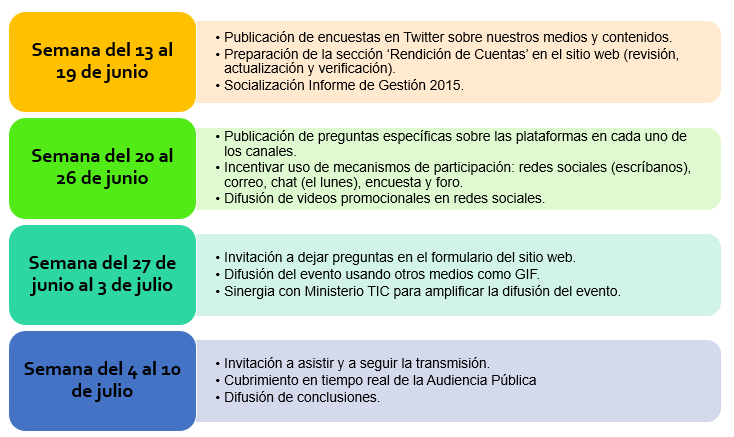 Semana del 13 al
19 de junio
• Publicación de encuestas en Twitter sobre nuestros medios y contenidos.
• Preparación de la sección ‘Rendición de Cuentas’ en el sitio web (revisión,
actualización y verificación).
• Socialización Informe de Gestión 2015.
Semana del 20 al
26 de junio
• Publicación de preguntas específicas sobre las plataformas en cada uno de
los canales.
• Incentivar uso de mecanismos de participación: redes sociales (escríbanos),
correo, chat (el lunes), encuesta y foro.
• Difusión de videos promocionales en redes sociales.
Semana del 27 de
junio al 3 de julio
• Invitación a dejar preguntas en el formulario del sitio web.
• Difusión del evento usando otros medios como GIF.
• Sinergia con Ministerio TIC para amplificar la difusión del evento.
Semana del 4 al 10
de julio
• Invitación a asistir y a seguir la transmisión.
• Cubrimiento en tiempo real de la Audiencia Pública
• Difusión de conclusiones.